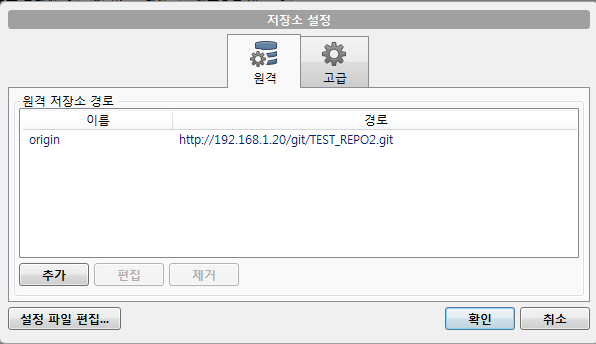 저장소 설정
원격
고급
원격 저장소 경로
이름 경로
origin http://192.168.1.20/git/TEST_REPO2.git
추가 편집 제거
설정 파일 편집... 확인 취소